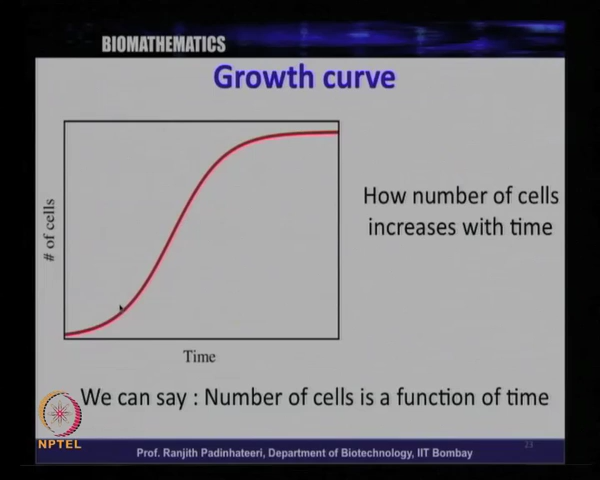 BIOMATHEMATICS
Growth curve
# of cells
How number of cells
increases with time
Time
We can say : Number of cells is a function of time
NPTEL
23
Prof. Ranjith Padinhateeri, Department of Biotechnology, IIT Bombay